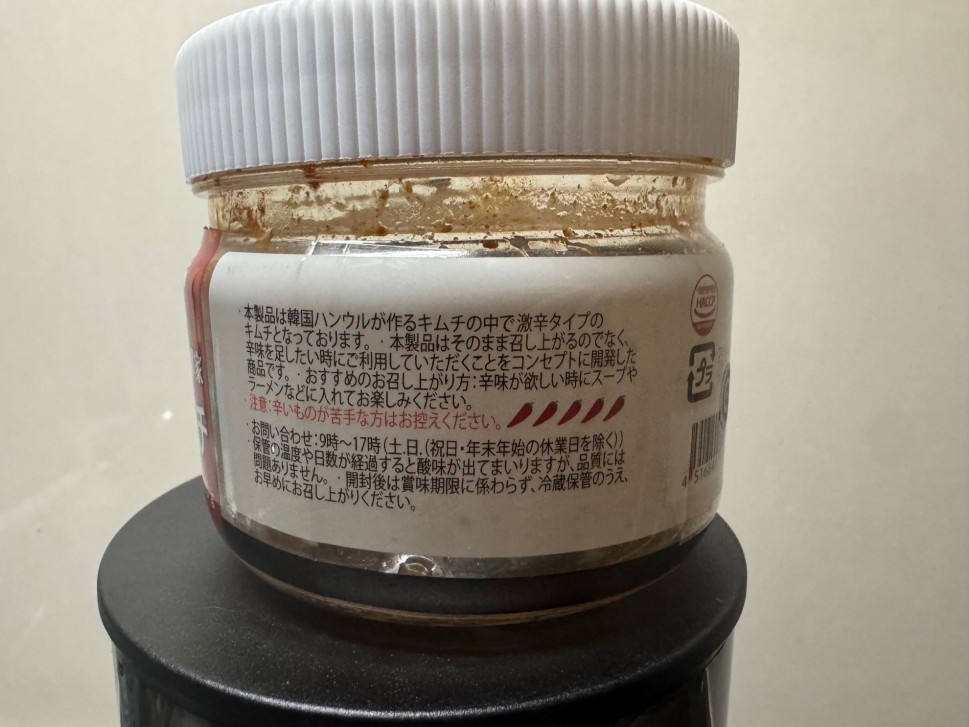 ・本製品は韓国ハンウルが作るキムチの中で激辛タイプの
キムチとなっております。・本製品はそのまま召し上がるのでなく、
辛味を足したい時にご利用していただくことをコンセプトに開発した
商品です。・おすすめのお召し上がり方:辛味が欲しい時にスープや
ラーメンなどに入れてお楽しみください。
・注意:辛いものが苦手な方はお控えください。
・お問い合わせ:9時～17時(土.日.(祝日・年末年始の休業日を除く))
・保管の温度や日数が経過すると酸味が出てまいりますが、品質には
問題ありません。・開封後は賞味期限に係わらず、冷蔵保管のうえ、
お早めにお召し上がりください。
HACCP
プラ